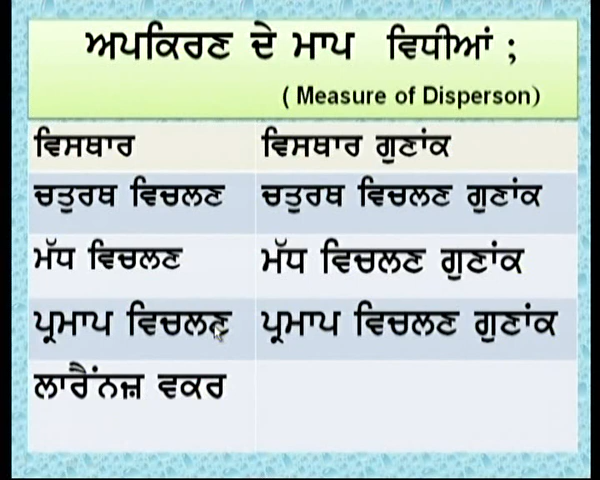 ਅਪਕਿਰਣ ਦੇ ਮਾਪ ਵਿਧੀਆਂ ;
( Measure of Disperson)
ਵਿਸਥਾਰ ਵਿਸਥਾਰ ਗੁਣਾਂਕ
ਚਤੁਰਥ ਵਿਚਲਣ ਚਤੁਰਥ ਵਿਚਲਣ ਗੁਣਾਂਕ
ਮੱਧ ਵਿਚਲਣ ਮੱਧ ਵਿਚਲਣ ਗੁਣਾਂਕ
ਪ੍ਰਮਾਪ ਵਿਚਲਣ ਪ੍ਰਮਾਪ ਵਿਚਲਣ ਗੁਣਾਂਕ
ਲਾਰੈਂਨਜ਼ ਵਕਰ